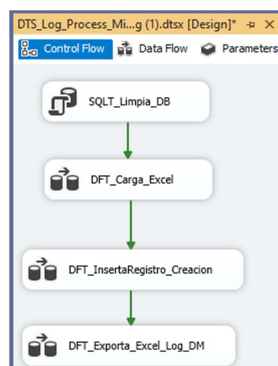 DTS_Log_Process_Mi...g (1).dtsx [Design]*
Control Flow Data Flow Parameters
SQLT_Limpia_DB
DFT_Carga_Excel
DFT_InsertaRegistro_Creacion
DFT_Exporta_Excel_Log_DM